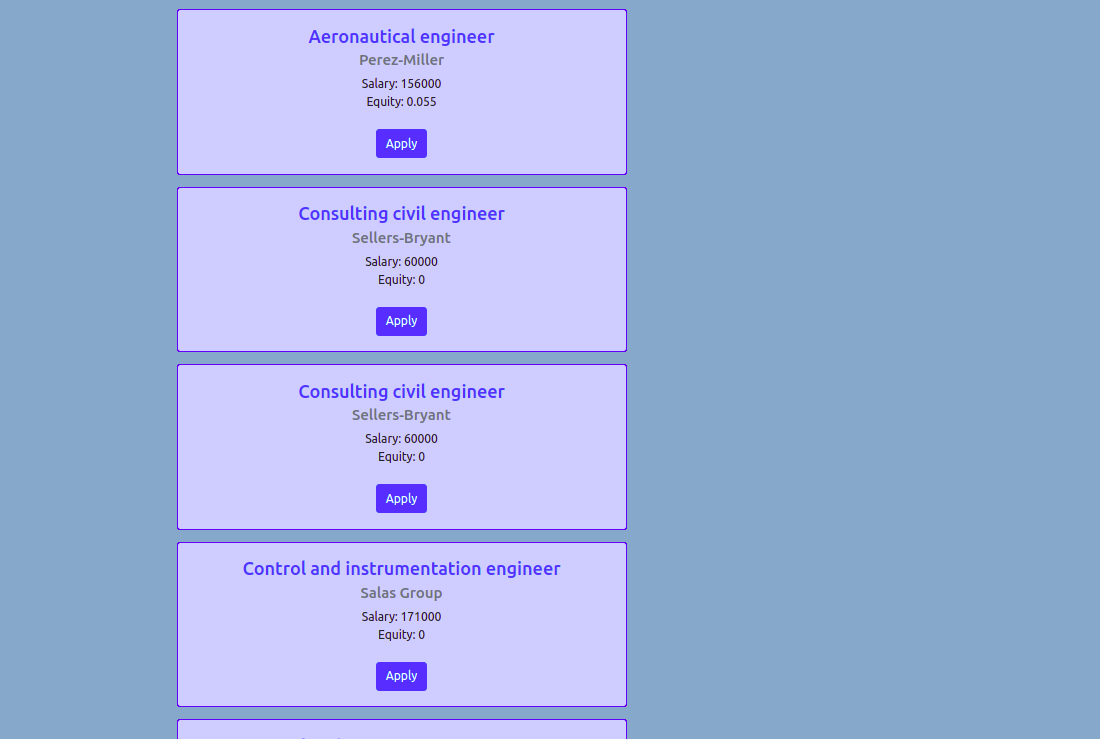 Aeronautical engineer
Perez-Miller
Salary: 156000
Equity: 0.055
Apply
Consulting civil engineer
Sellers-Bryant
Salary: 60000
Equity: 0
Apply
Consulting civil engineer
Sellers-Bryant
Salary: 60000
Equity: 0
Apply
Control and instrumentation engineer
Salas Group
Salary: 171000
Equity: 0
Apply